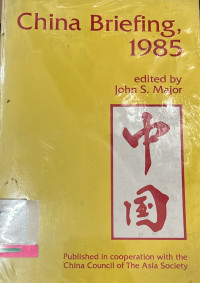 China Briefing,
1985
edited by
John S. Major
中
国
Published in cooperation with the
China Council of The Asia Society